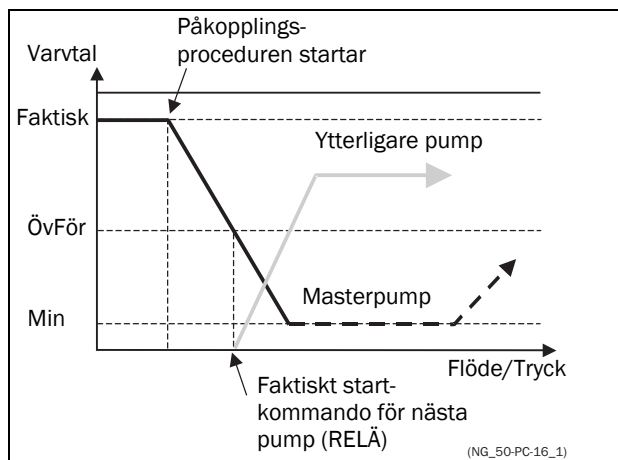 Påkopplings-
proceduren startar
Varvtal
Faktisk
Ytterligare pump
ÖvFör
Masterpump
Min
Flöde/Tryck
Faktiskt start-
kommando för nästa
pump (RELÄ)
(NG_50-PC-16_1)